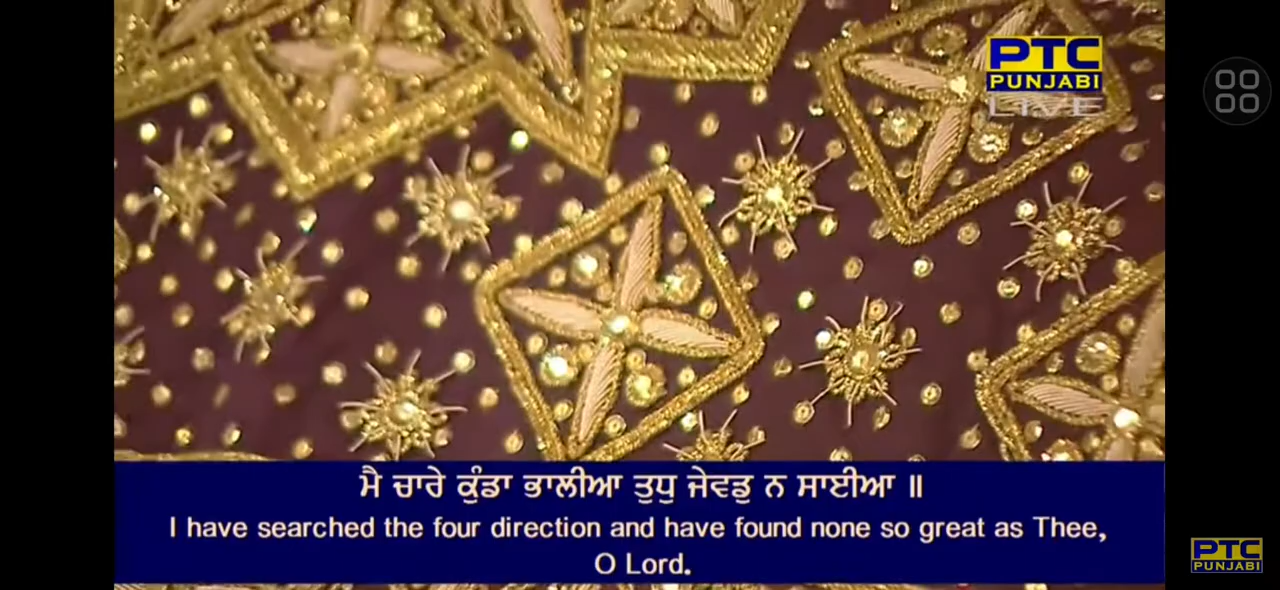 PTC
PUNJABI
LIVE
ਮੈ ਚਾਰੇ ਕੁੰਡਾ ਭਾਲੀਆ ਤੁਧੁ ਜੇਵਡੁ ਨ ਸਾਈਆ ॥
I have searched the four direction and have found none so great as Thee,
O Lord.
PTC
PUNJABI